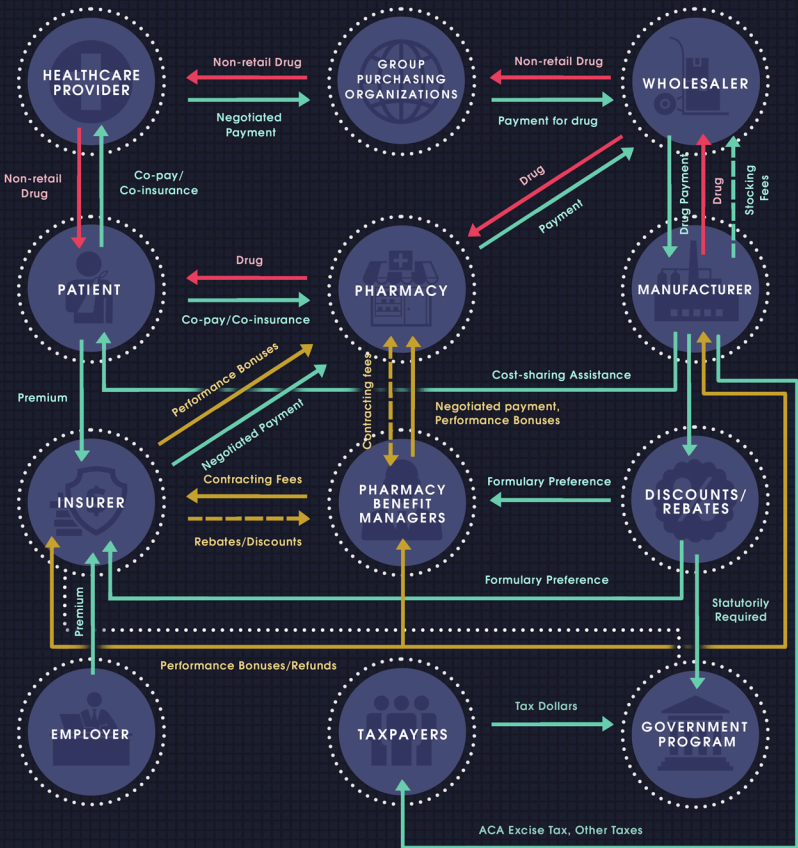 HEALTHCARE
PROVIDER
Non-retail Drug
Negotiated
Payment
GROUP
PURCHASING
ORGANIZATIONS
Non-retail Drug
Payment for drug
WHOLESALER
Non-retail
Drug
Co-pay/
Co-insurance
Drug
Payment
Drug Payment
Drug
Stocking
Fees
PATIENT
Drug
Co-pay/Co-insurance
PHARMACY
MANUFACTURER
Premium
Performance Bonuses
Negotiated Payment
Contracting fees
Cost-sharing Assistance
Negotiated payment,
Performance Bonuses
INSURER
Contracting Fees
Rebates/Discounts
PHARMACY
BENEFIT
MANAGERS
Formulary Preference
DISCOUNTS/
REBATES
Formulary Preference
Premium
Statutorily
Required
Performance Bonuses/Refunds
EMPLOYER
TAXPAYERS
Tax Dollars
GOVERNMENT
PROGRAM
ACA Excise Tax, Other Taxes